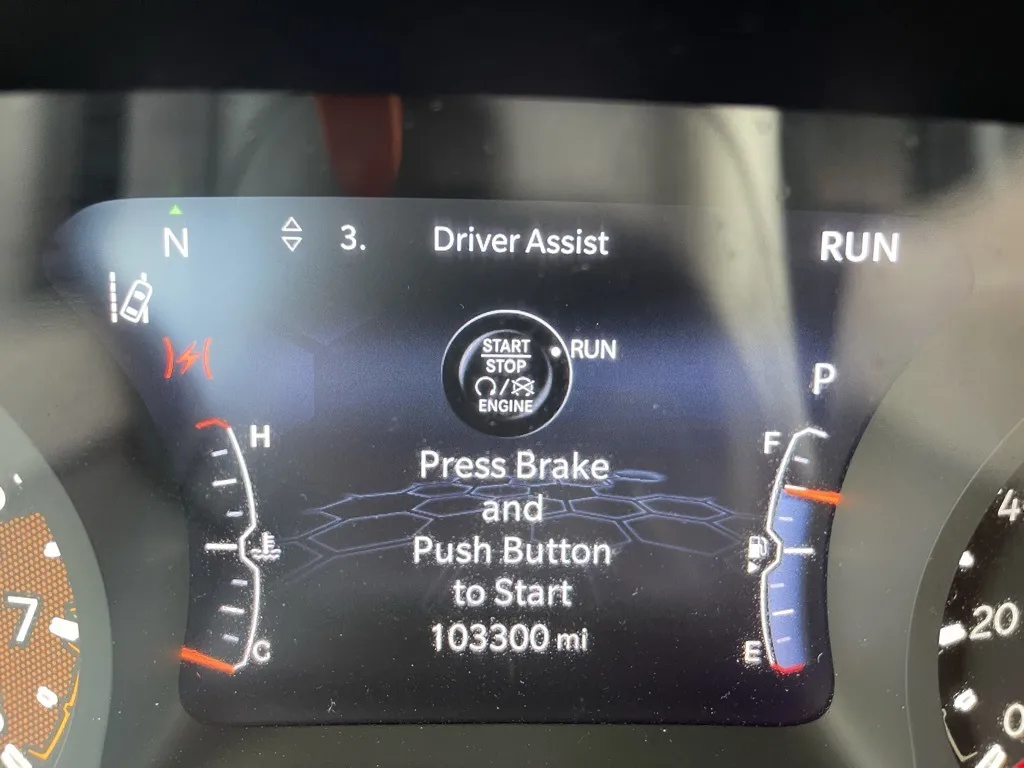 N
3.
Driver Assist
RUN
START
STOP
ENGINE
RUN
P
H
F
Press Brake
and
Push Button
to Start
103300 mi
C
E
7
20
0